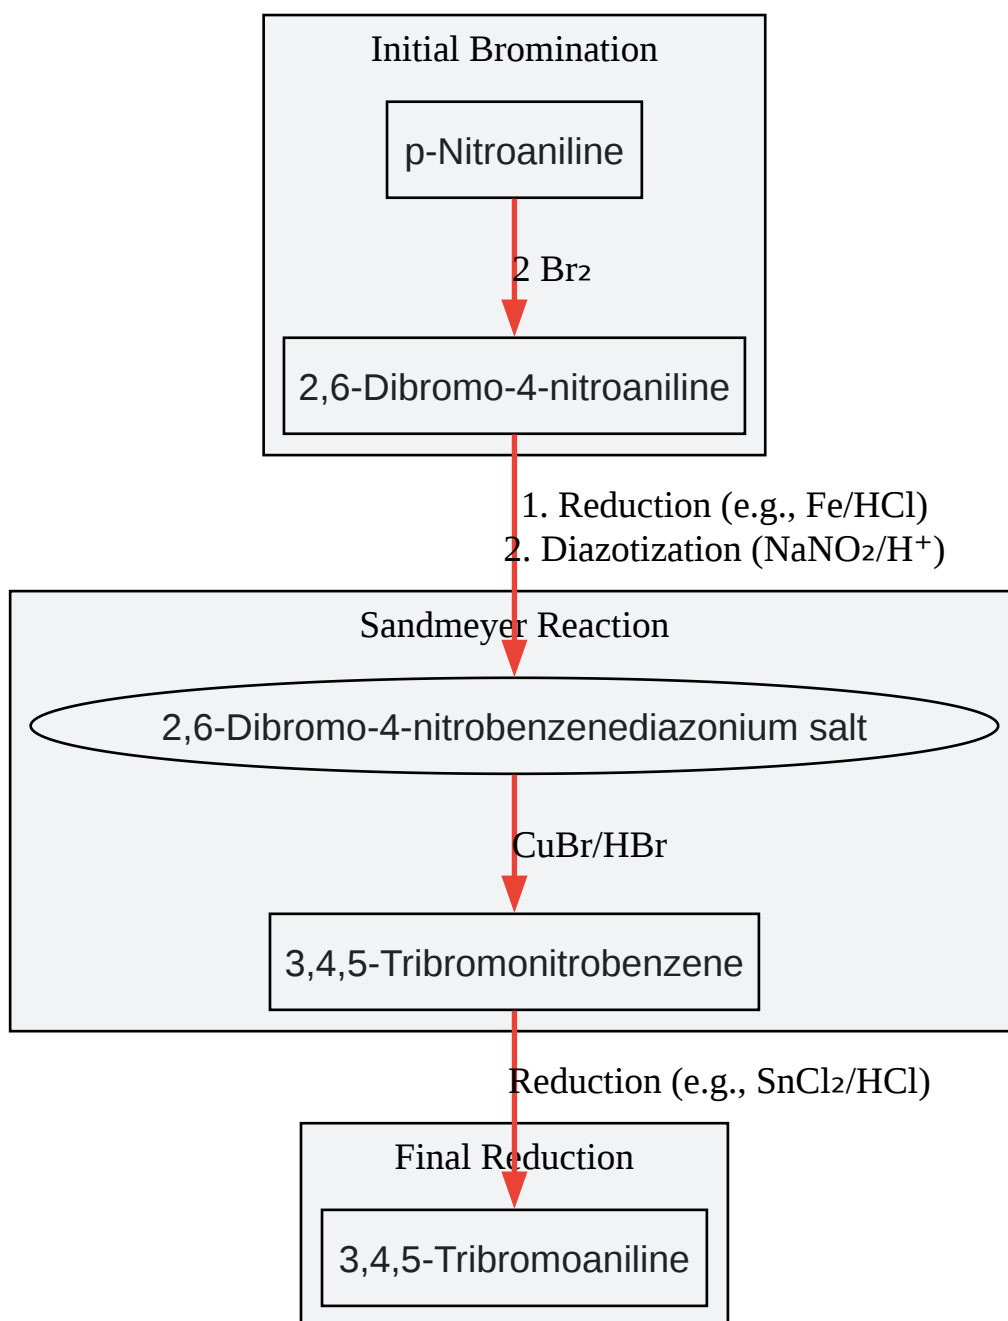 Initial Bromination
p-Nitroaniline
2 Br₂
2,6-Dibromo-4-nitroaniline
1. Reduction (e.g., Fe/HCl)
2. Diazotization (NaNO₂/H⁺)
Sandmeyer Reaction
2,6-Dibromo-4-nitrobenzenediazonium salt
CuBr/HBr
3,4,5-Tribromonitrobenzene
Reduction (e.g., SnCl₂/HCl)
Final Reduction
3,4,5-Tribromoaniline